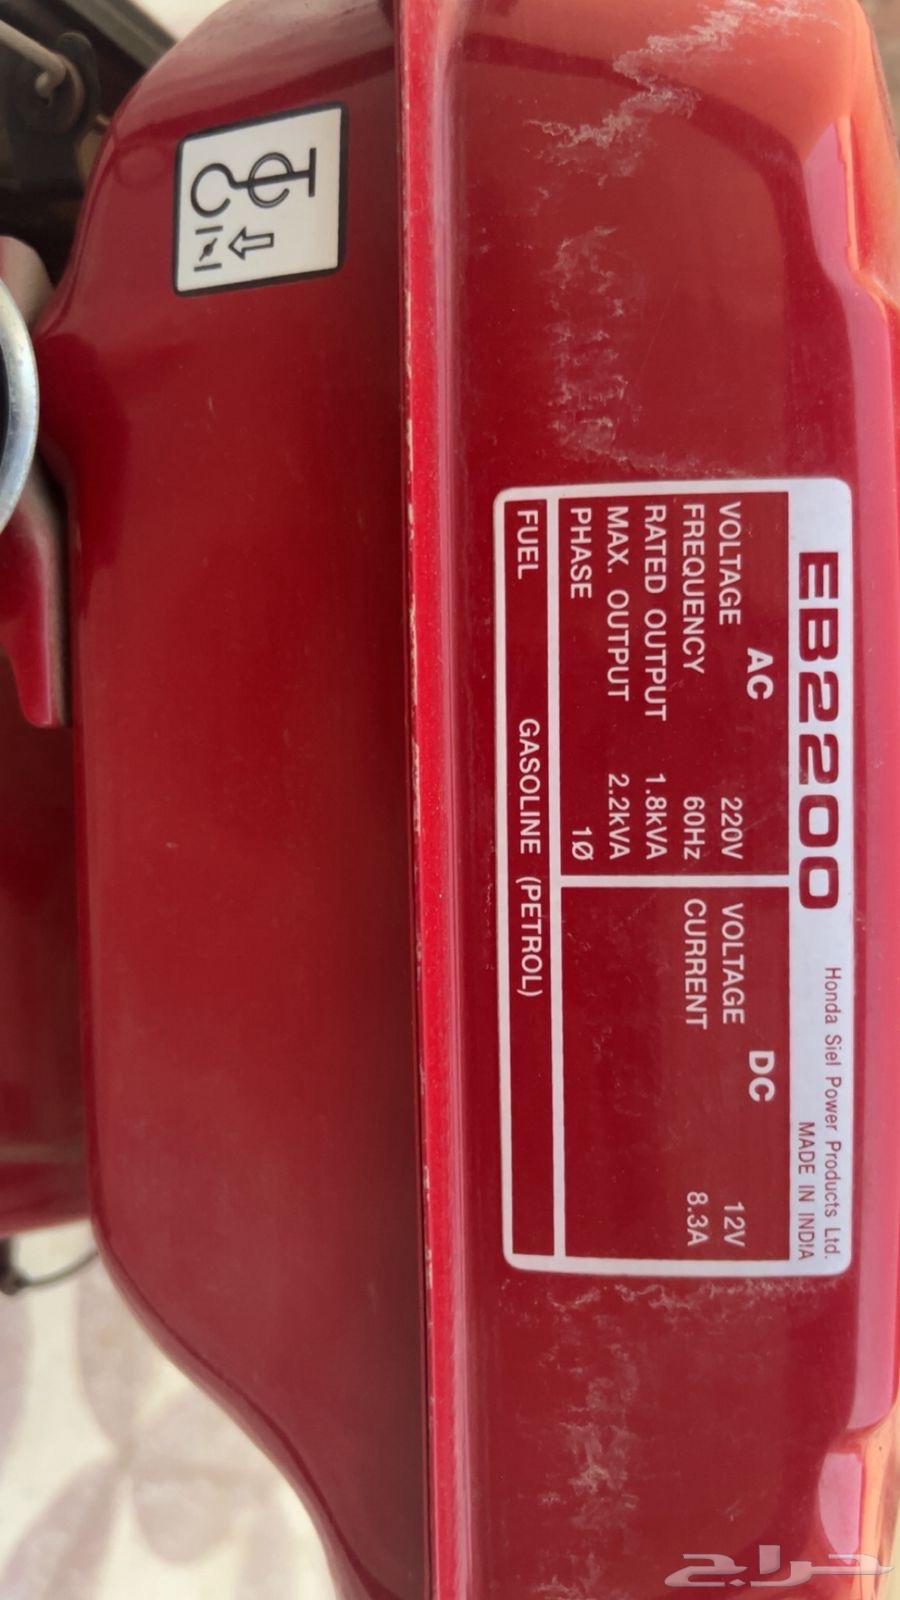 EB2200
Honda Siel Power Products Ltd.
MADE IN INDIA
AC
VOLTAGE 220V
FREQUENCY 60Hz
RATED OUTPUT 1.8kVA
MAX. OUTPUT 2.2kVA
PHASE 1Ø
DC
VOLTAGE 12V
CURRENT 8.3A
FUEL GASOLINE (PETROL)
حراج